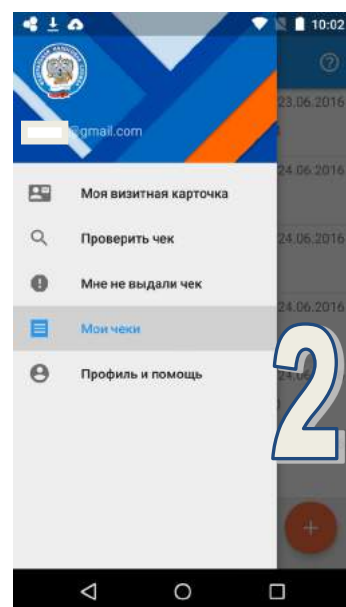 10:02
23.06.2016
@gmail.com
24.06.2016
Моя визитная карточка
Проверить чек
24.06.2016
Мне не выдали чек
24.06.2016
Мои чеки
Профиль и помощь
2